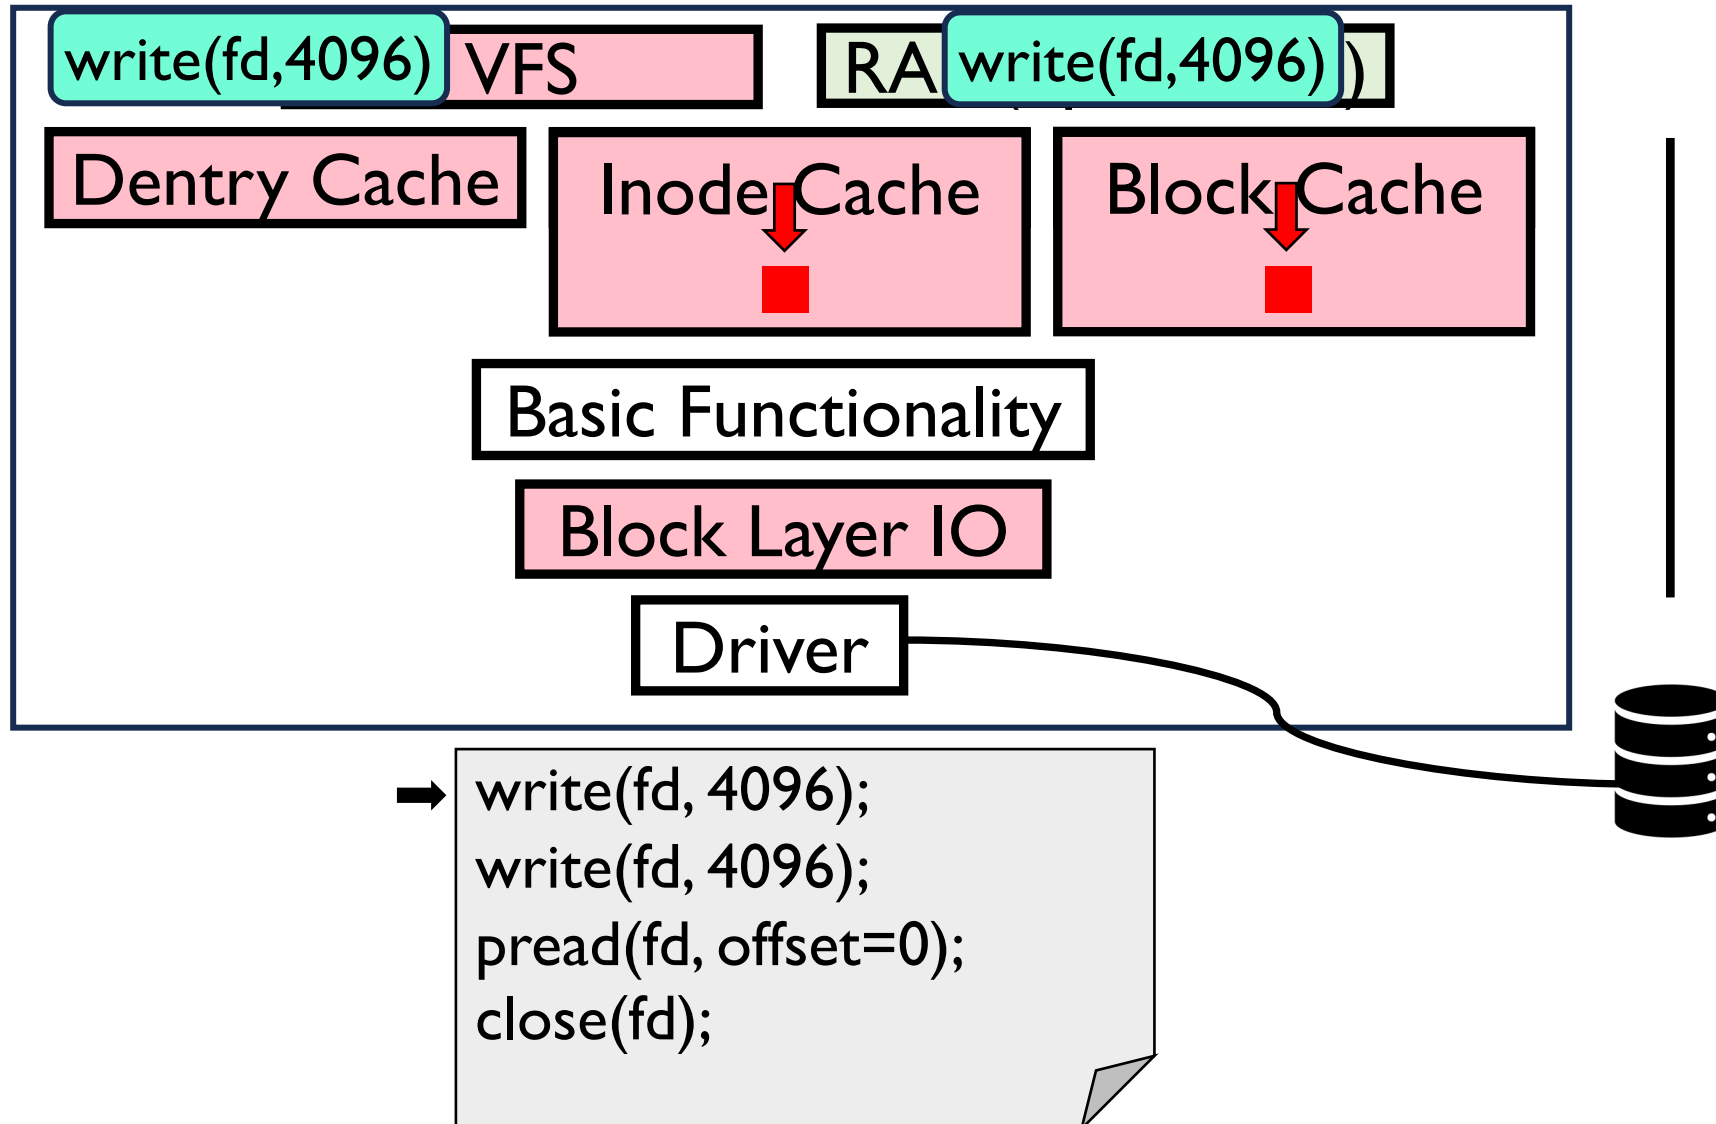 write(fd,4096) VFS RA write(fd,4096) )
Dentry Cache
Inode Cache
Block Cache
Basic Functionality
Block Layer IO
Driver
write(fd, 4096);
write(fd, 4096);
pread(fd, offset=0);
close(fd);